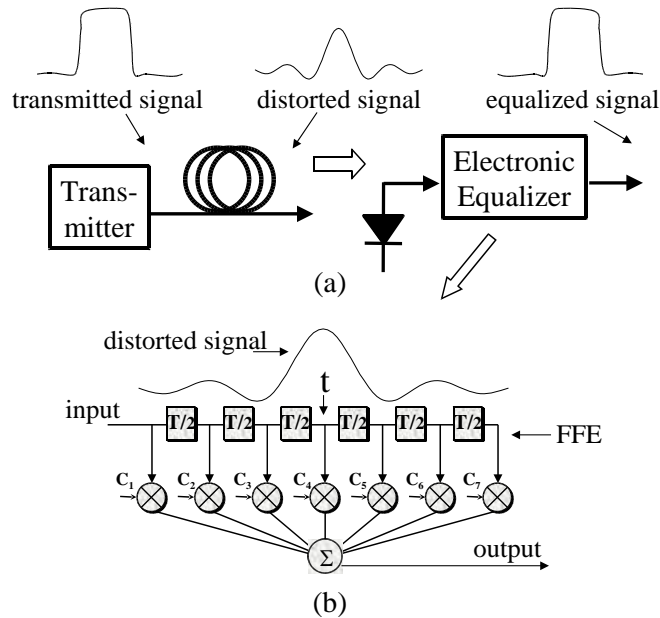 transmitted signal
distorted signal
equalized signal
Trans-
mitter
Electronic
Equalizer
(a)
distorted signal
t
input
T/2 T/2 T/2 T/2 T/2 T/2
FFE
C1 C2 C3 C4 C5 C6 C7
Σ
output
(b)